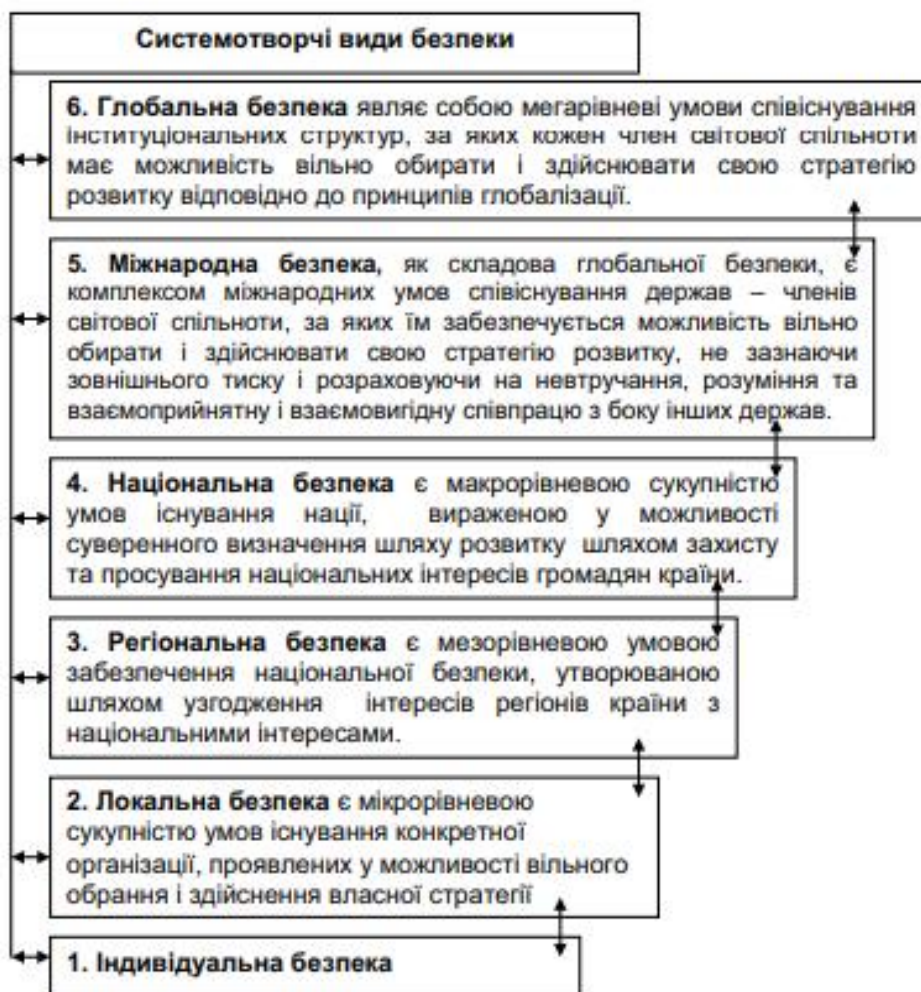 Системотворчі види безпеки
6. Глобальна безпека являє собою мегарівневі умови співіснування
інституціональних структур, за яких кожен член світової спільноти
має можливість вільно обирати і здійснювати свою стратегію
розвитку відповідно до принципів глобалізації.
5. Міжнародна безпека, як складова глобальної безпеки, є
комплексом міжнародних умов співіснування держав – членів
світової спільноти, за яких їм забезпечується можливість вільно
обирати і здійснювати свою стратегію розвитку, не зазнаючи
зовнішнього тиску і розраховуючи на невтручання, розуміння та
взаємоприйнятну і взаємовигідну співпрацю з боку інших держав.
4. Національна безпека є макрорівневою сукупністю
умов існування нації, вираженою у можливості
суверенного визначення шляху розвитку шляхом захисту
та просування національних інтересів громадян країни.
3. Регіональна безпека є мезорівневою умовою
забезпечення національної безпеки, утворюваною
шляхом узгодження інтересів регіонів країни з
національними інтересами.
2. Локальна безпека є мікрорівневою
сукупністю умов існування конкретної
організації, проявлених у можливості вільного
обрання і здійснення власної стратегії
1. Індивідуальна безпека